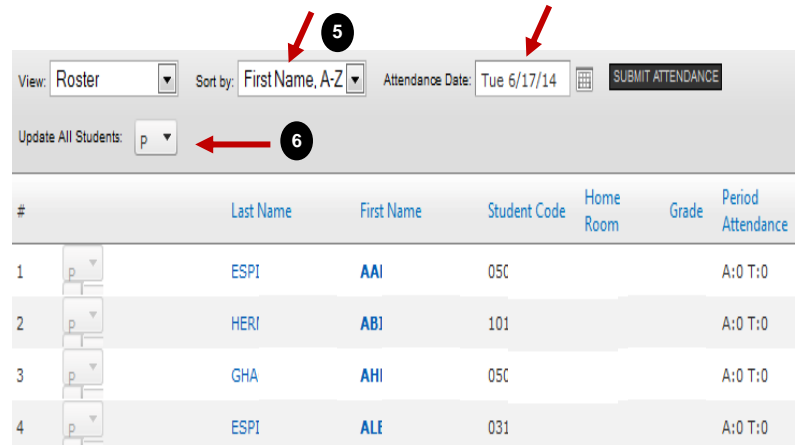 5
View: Roster Sort by: First Name, A-Z Attendance Date: Tue 6/17/14 SUBMIT ATTENDANCE
Update All Students: p 6
# Last Name First Name Student Code Home Room Grade Period Attendance
1 p ESPI AAI 050 A:0 T:0
2 p HER ABI 101 A:0 T:0
3 p GHA AHI 050 A:0 T:0
4 p ESPI ALE 031 A:0 T:0